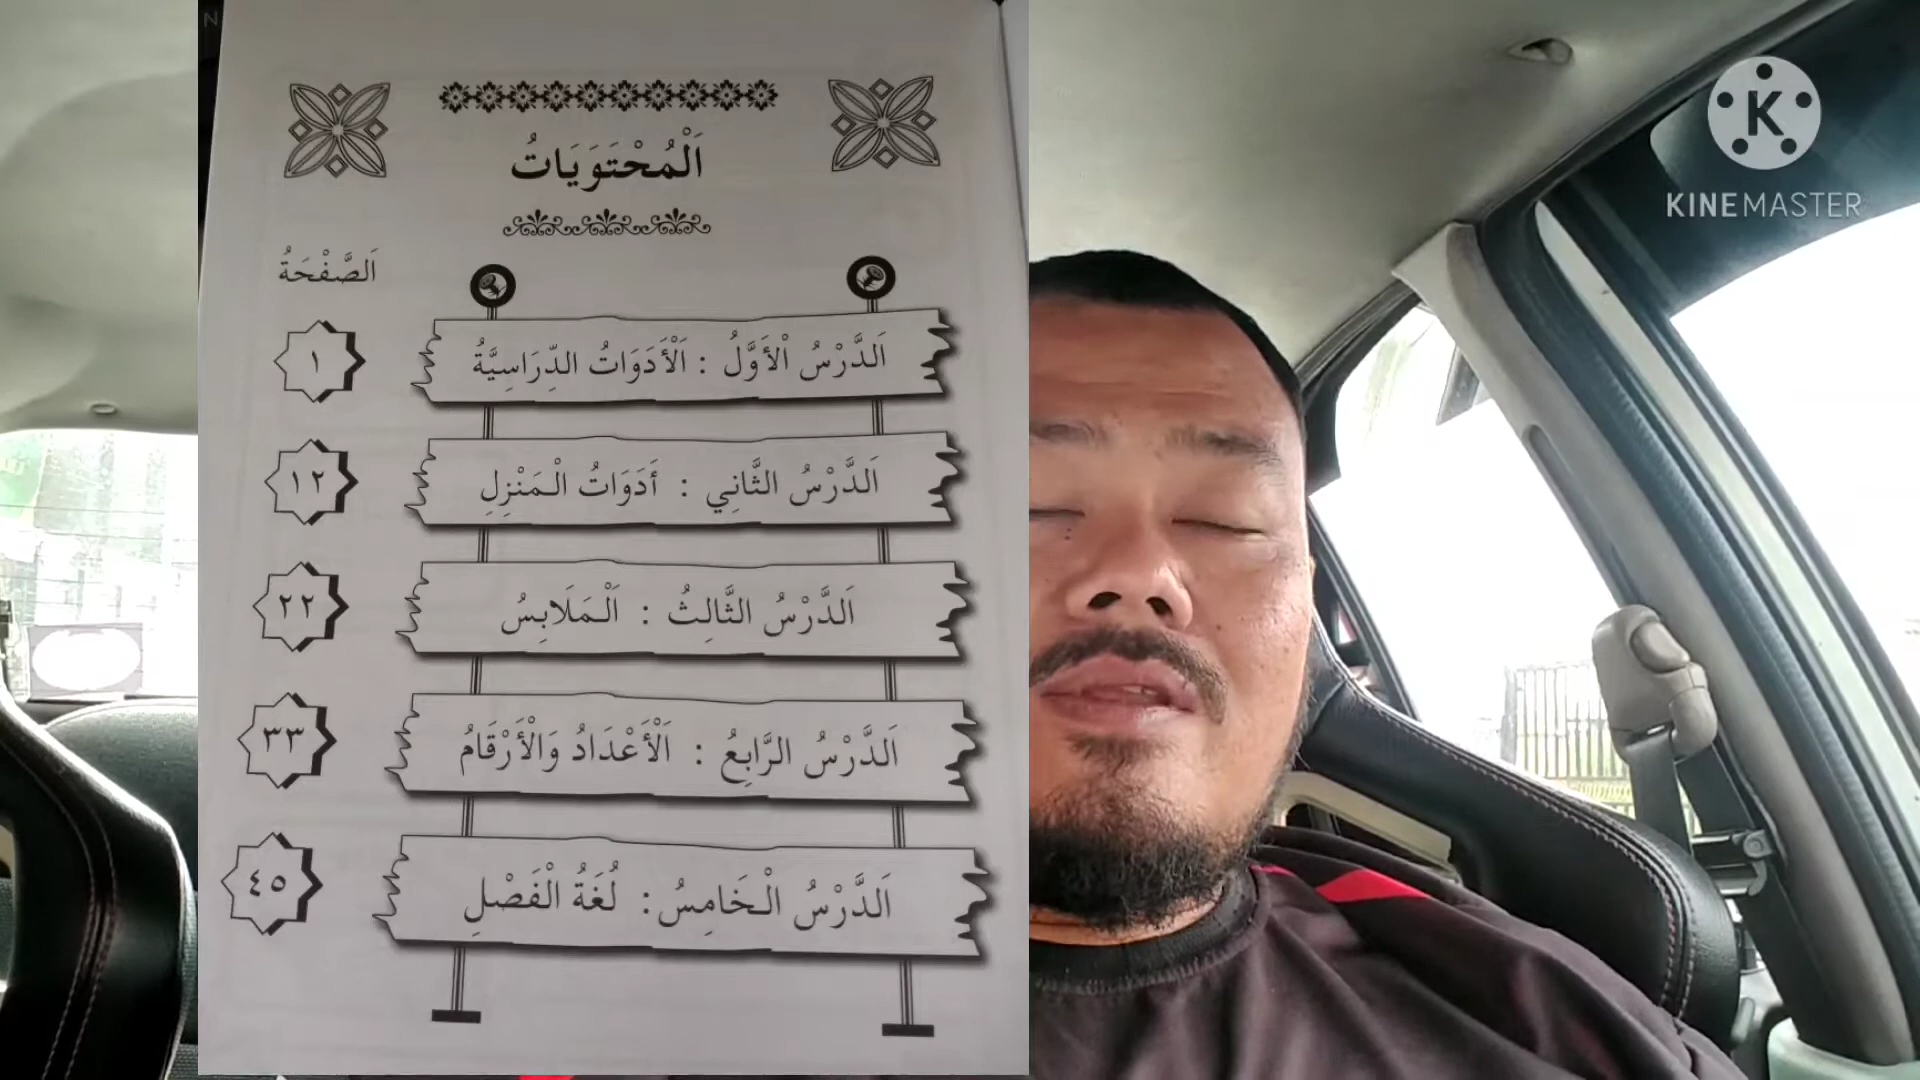 اَلْمُحْتَوَيَاتُ
اَلصَّفْحَةُ
اَلدَّرْسُ الْأَوَّلُ : اَلْأَدَوَاتُ الدِّرَاسِيَّةُ ١
اَلدَّرْسُ الثَّانِي : أَدَوَاتُ الْمَنْزِلِ ١٢
اَلدَّرْسُ الثَّالِثُ : اَلْمَلَابِسُ ٢٢
اَلدَّرْسُ الرَّابِعُ : اَلْأَعْدَادُ وَالْأَرْقَامُ ٣٣
اَلدَّرْسُ الْخَامِسُ : لُغَةُ الْفَصْلِ ٤٥
K
KINEMASTER